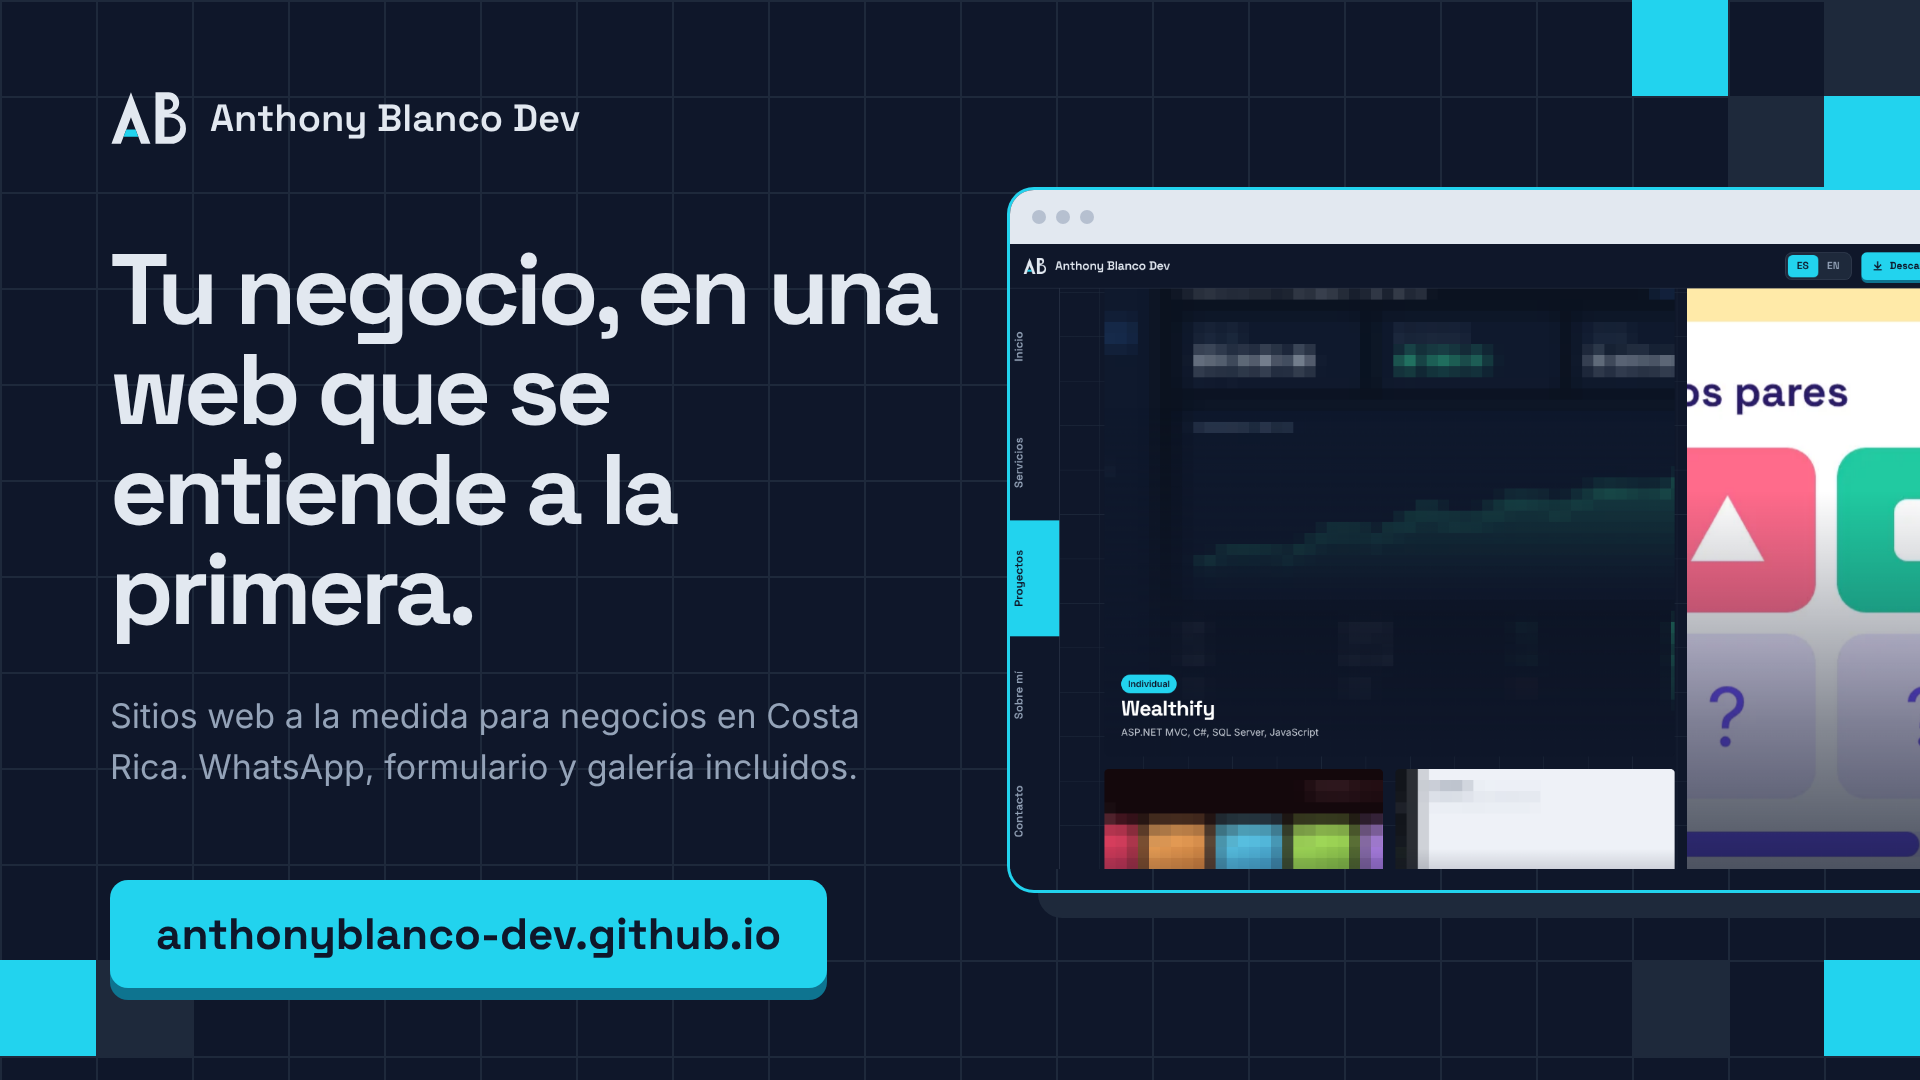 AB Anthony Blanco Dev
Tu negocio, en una
web que se
entiende a la
primera.
Sitios web a la medida para negocios en Costa
Rica. WhatsApp, formulario y galería incluidos.
anthonyblanco-dev.github.io
AB Anthony Blanco Dev
ES EN
Inicio
Servicios
Proyectos
Sobre mí
Contacto
Individual
Wealthify
ASP.NET MVC, C#, SQL Server, JavaScript
pares
?